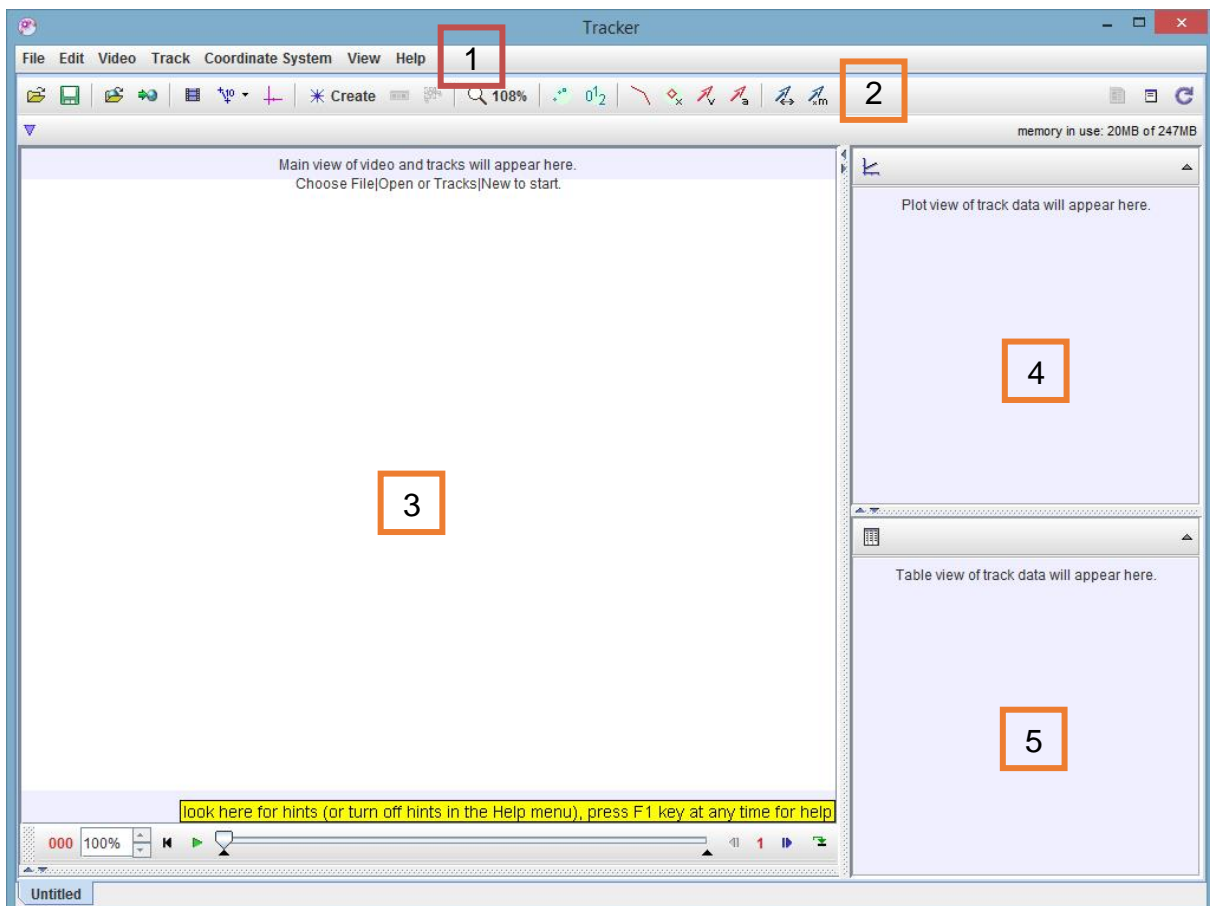 Tracker
File Edit Video Track Coordinate System View Help
1
Create 108% 0¹2 v a xm
2
memory in use: 20MB of 247MB
Main view of video and tracks will appear here.
Choose File|Open or Tracks|New to start.
Plot view of track data will appear here.
4
3
Table view of track data will appear here.
5
look here for hints (or turn off hints in the Help menu), press F1 key at any time for help
000 100% 1
Untitled